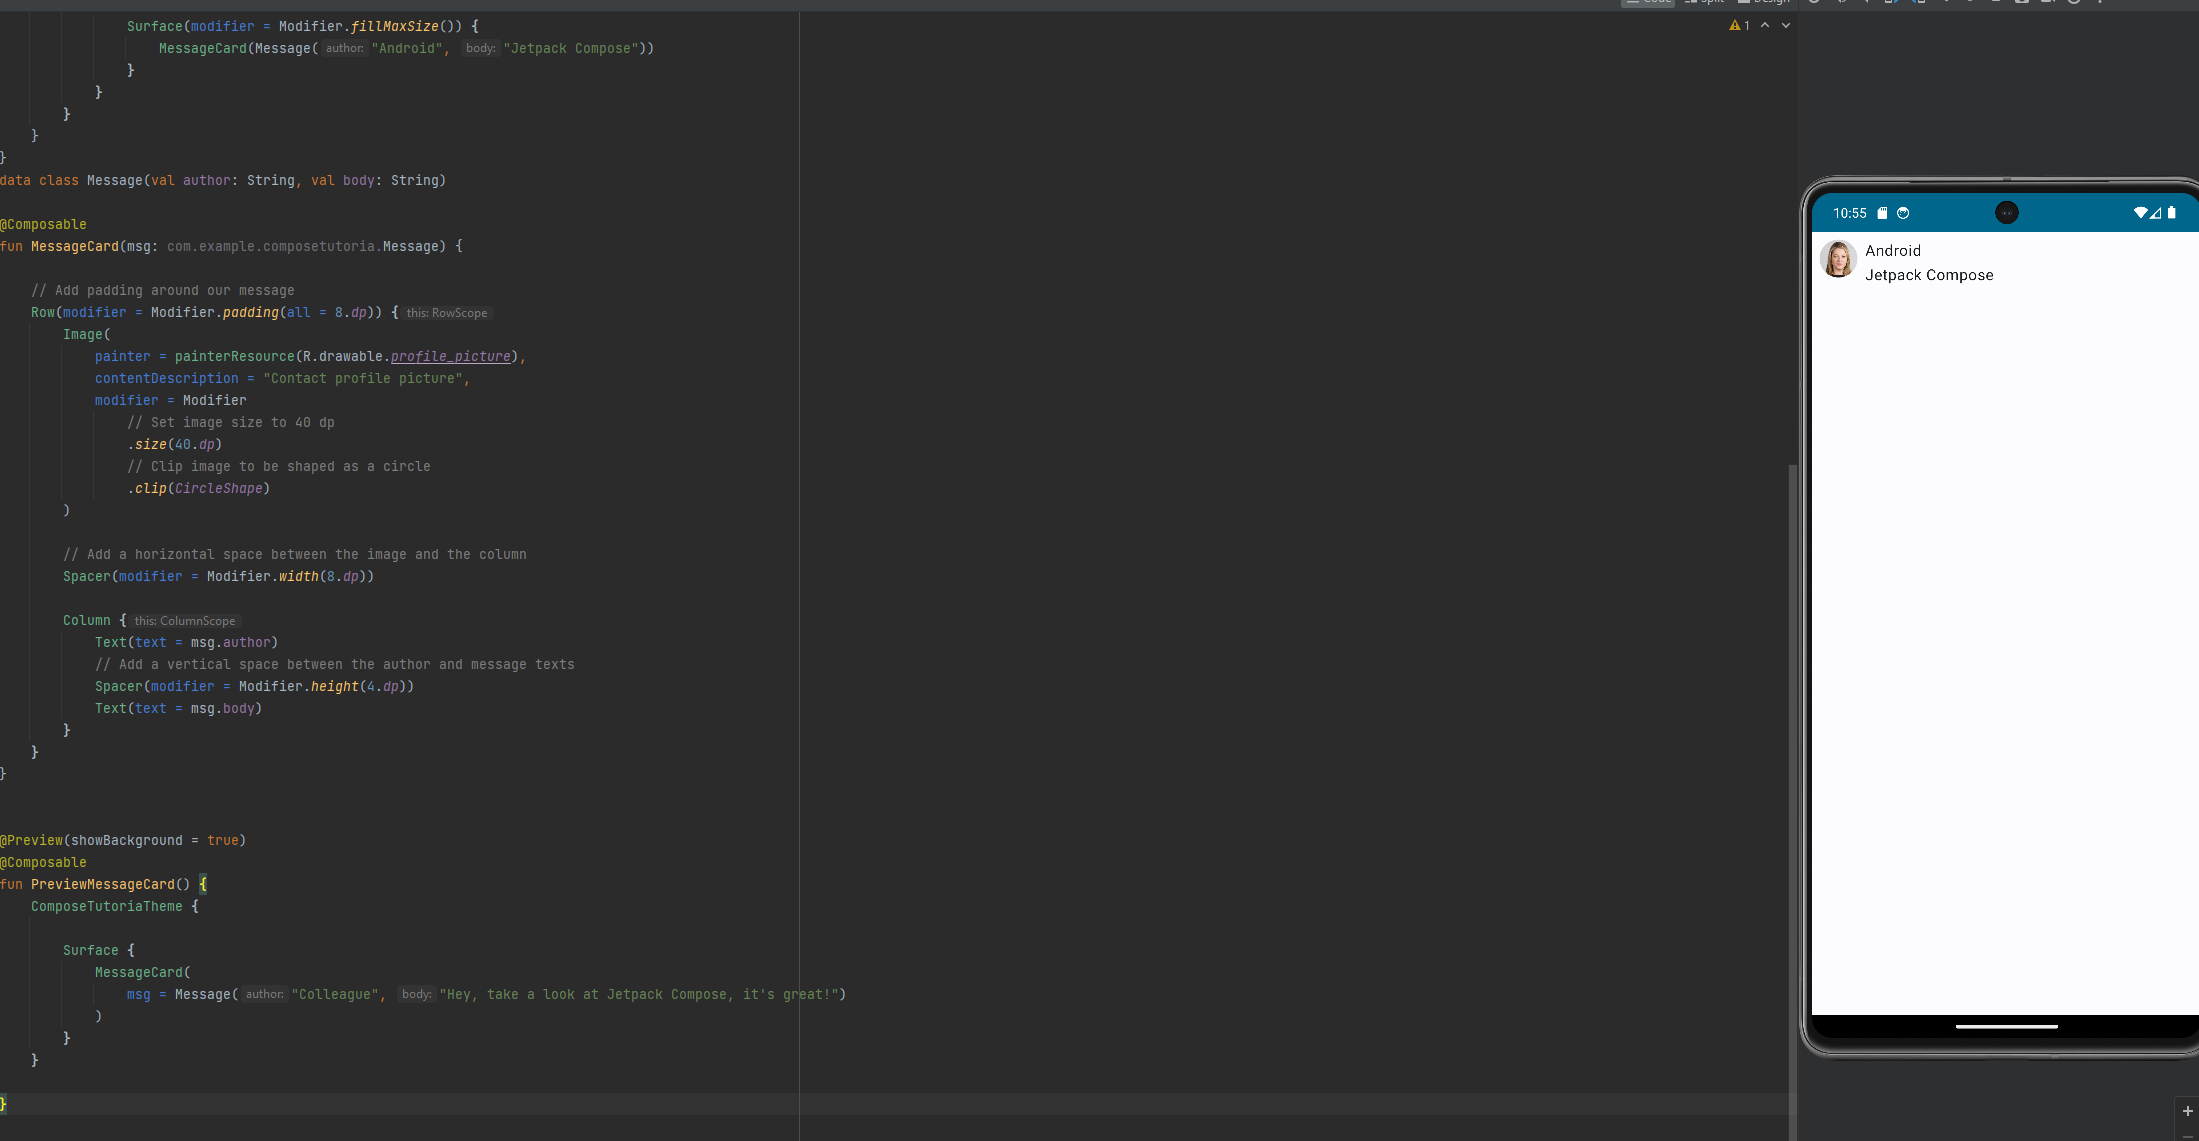 Code Split Design
Surface(modifier = Modifier.fillMaxSize()) {
MessageCard(Message( author: "Android", body: "Jetpack Compose"))
}
}
}
}
}
data class Message(val author: String, val body: String)
@Composable
fun MessageCard(msg: com.example.composetutoria.Message) {
// Add padding around our message
Row(modifier = Modifier.padding(all = 8.dp)) { this: RowScope
Image(
painter = painterResource(R.drawable.profile_picture),
contentDescription = "Contact profile picture",
modifier = Modifier
// Set image size to 40 dp
.size(40.dp)
// Clip image to be shaped as a circle
.clip(CircleShape)
)
// Add a horizontal space between the image and the column
Spacer(modifier = Modifier.width(8.dp))
Column { this: ColumnScope
Text(text = msg.author)
// Add a vertical space between the author and message texts
Spacer(modifier = Modifier.height(4.dp))
Text(text = msg.body)
}
}
}
@Preview(showBackground = true)
@Composable
fun PreviewMessageCard() {
ComposeTutoriaTheme {
Surface {
MessageCard(
msg = Message( author: "Colleague", body: "Hey, take a look at Jetpack Compose, it's great!")
)
}
}
}
1
10:55
Android
Jetpack Compose
+